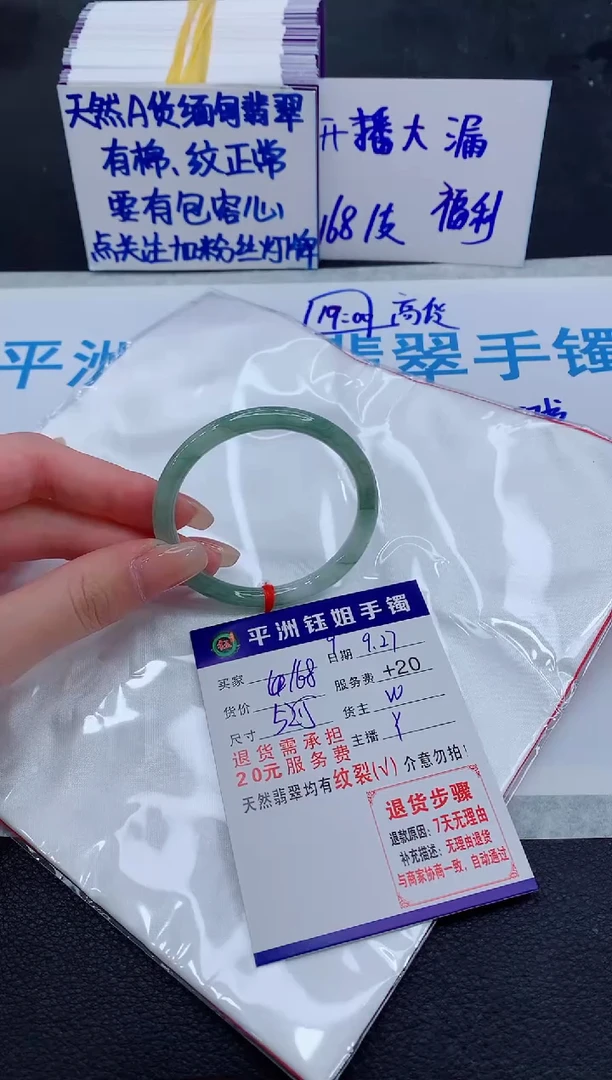 天然A货缅甸翡翠
有棉、纹正常
要有包容心
点关注加粉丝灯牌
开播大漏
168/支 福利
19:00 高货
平洲
翡翠手镯
平洲钰姐手镯
买家 日期 9.27
货价 168 服务费 +20
尺寸 货主 W
退货需承担 主播 Y
20元服务费
天然翡翠均有纹裂(√)介意勿拍!
退货步骤
退款原因:7天无理由
补充描述:无理由退货
与商家协商一致,自动通过